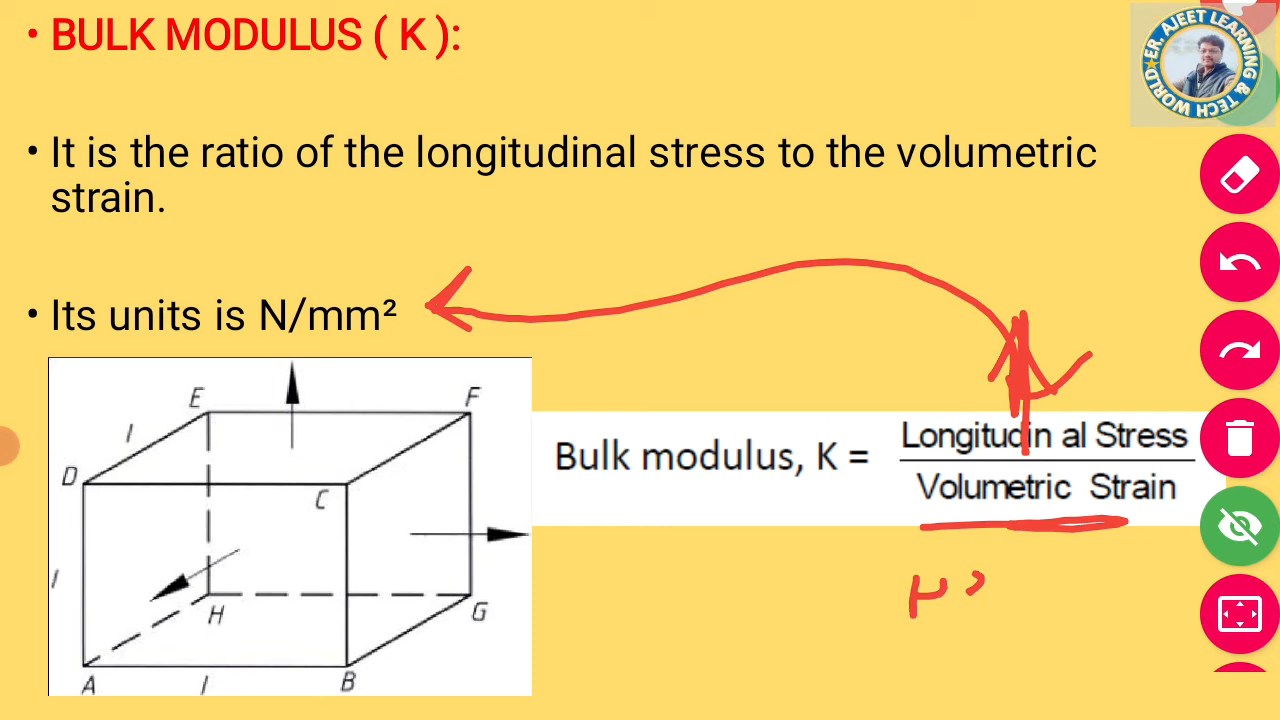 • BULK MODULUS ( K ):
ER. AJEET LEARNING & TECH WORLD
• It is the ratio of the longitudinal stress to the volumetric
strain.
• Its units is N/mm²
E
F
l
D
C
Bulk modulus, K =
Longitudin al Stress
Volumetric Strain
l
H
G
A
l
B